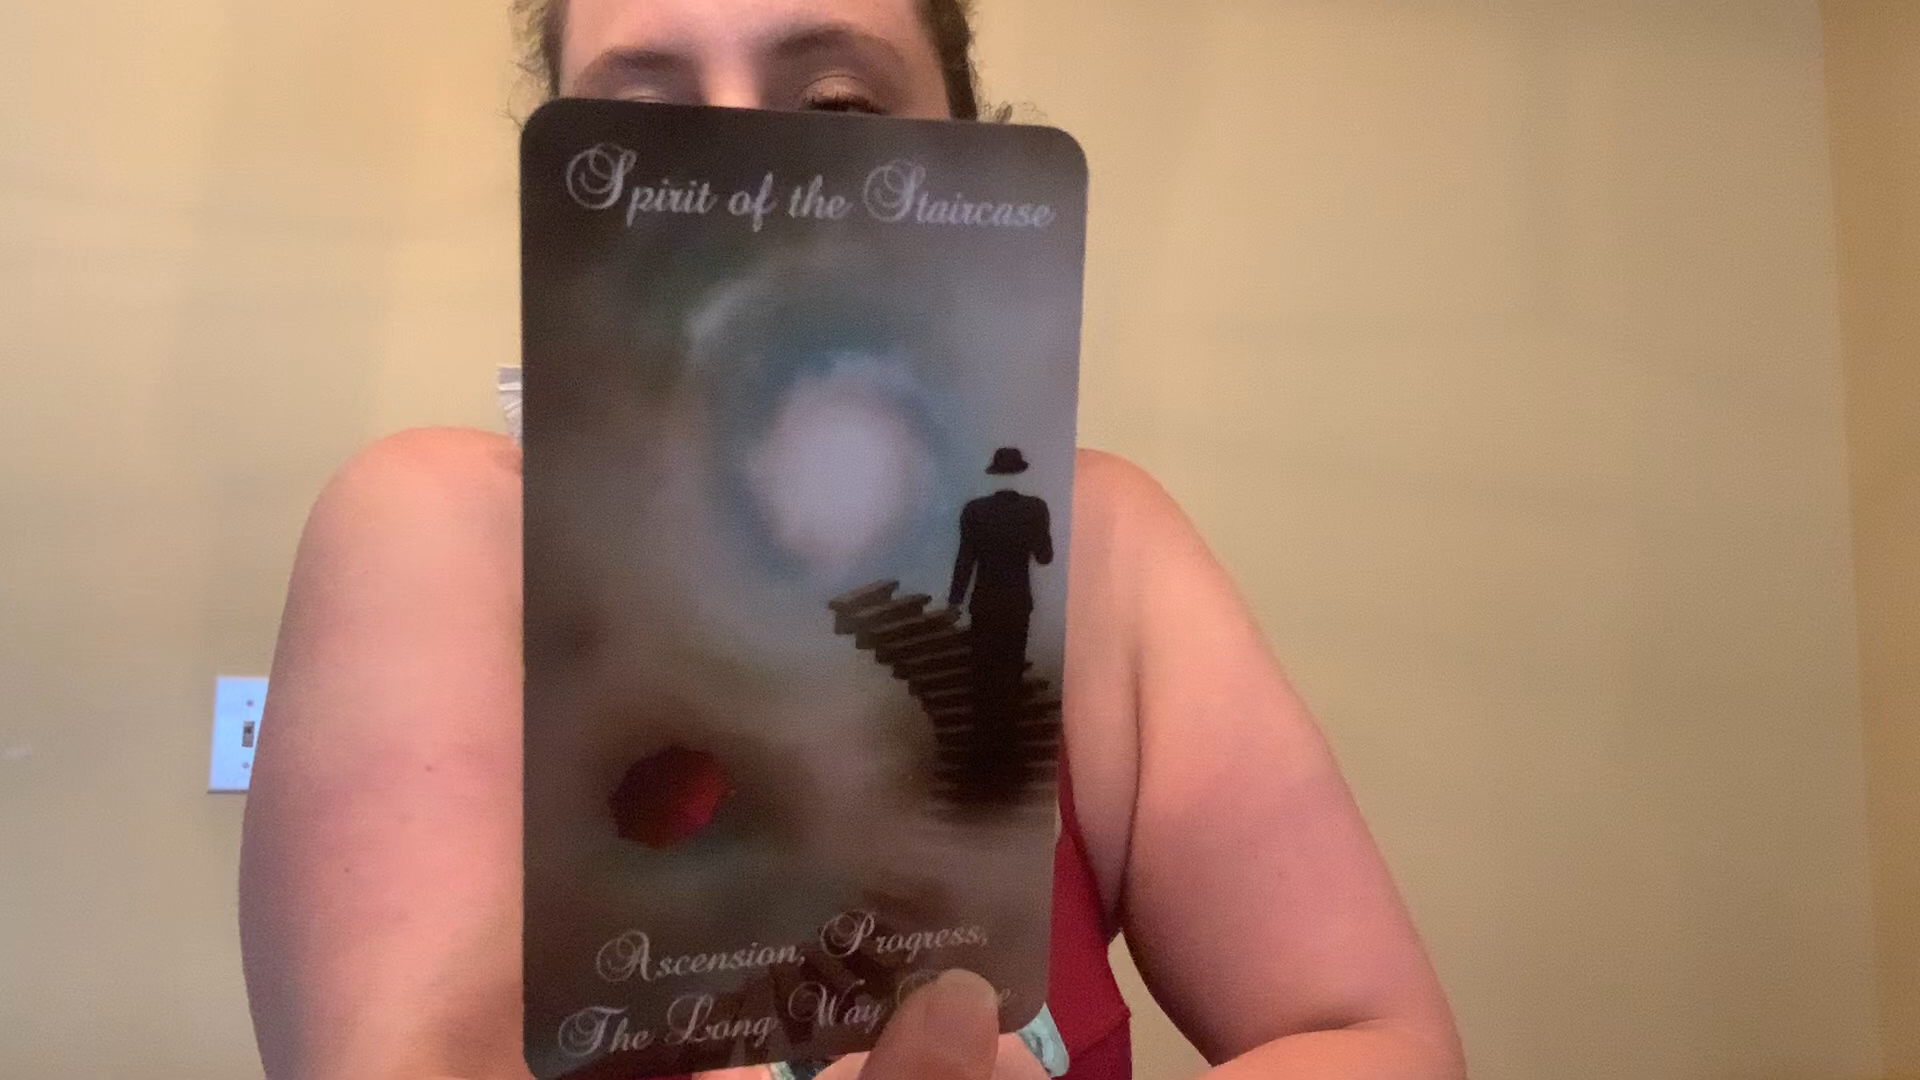 Spirit of the Staircase
Ascension, Progress,
The Long Way